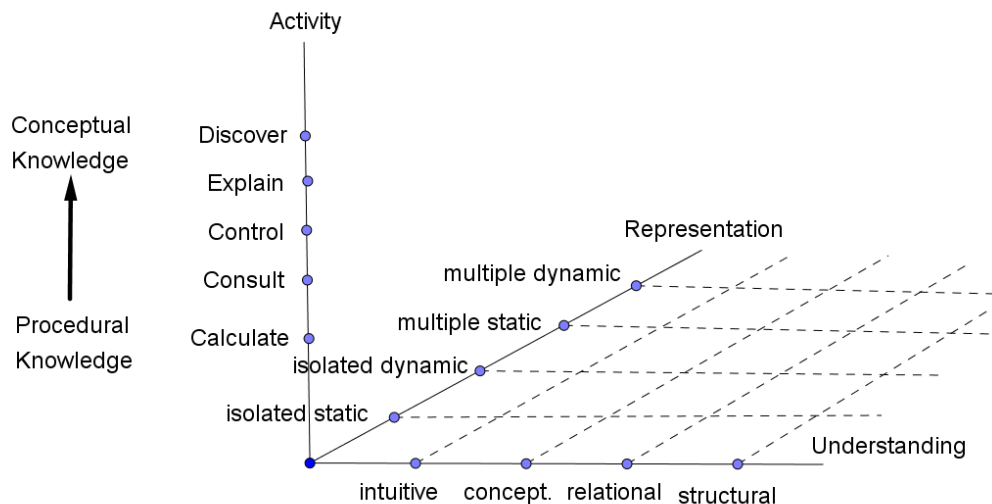 Activity
Conceptual
Knowledge
Discover
Explain
Control
Consult
Calculate
Procedural
Knowledge
Representation
multiple dynamic
multiple static
isolated dynamic
isolated static
Understanding
intuitive
concept.
relational
structural